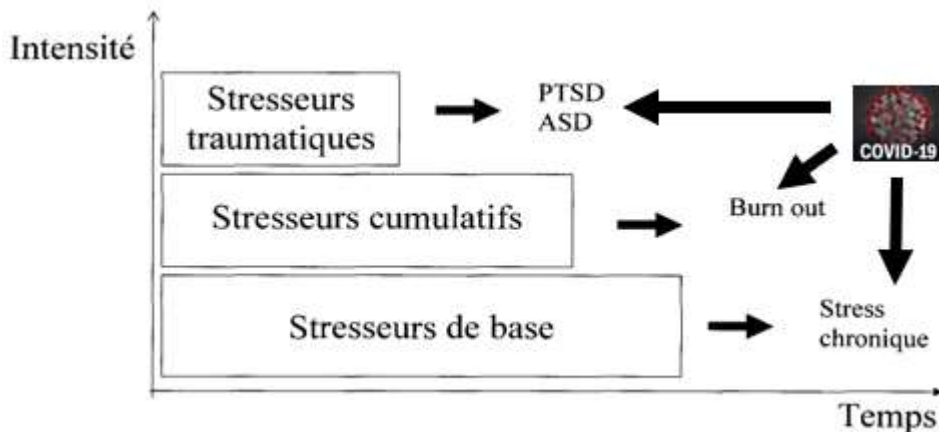 Intensité
Stresseurs
traumatiques
PTSD
ASD
COVID-19
Stresseurs cumulatifs
Burn out
Stresseurs de base
Stress
chronique
Temps